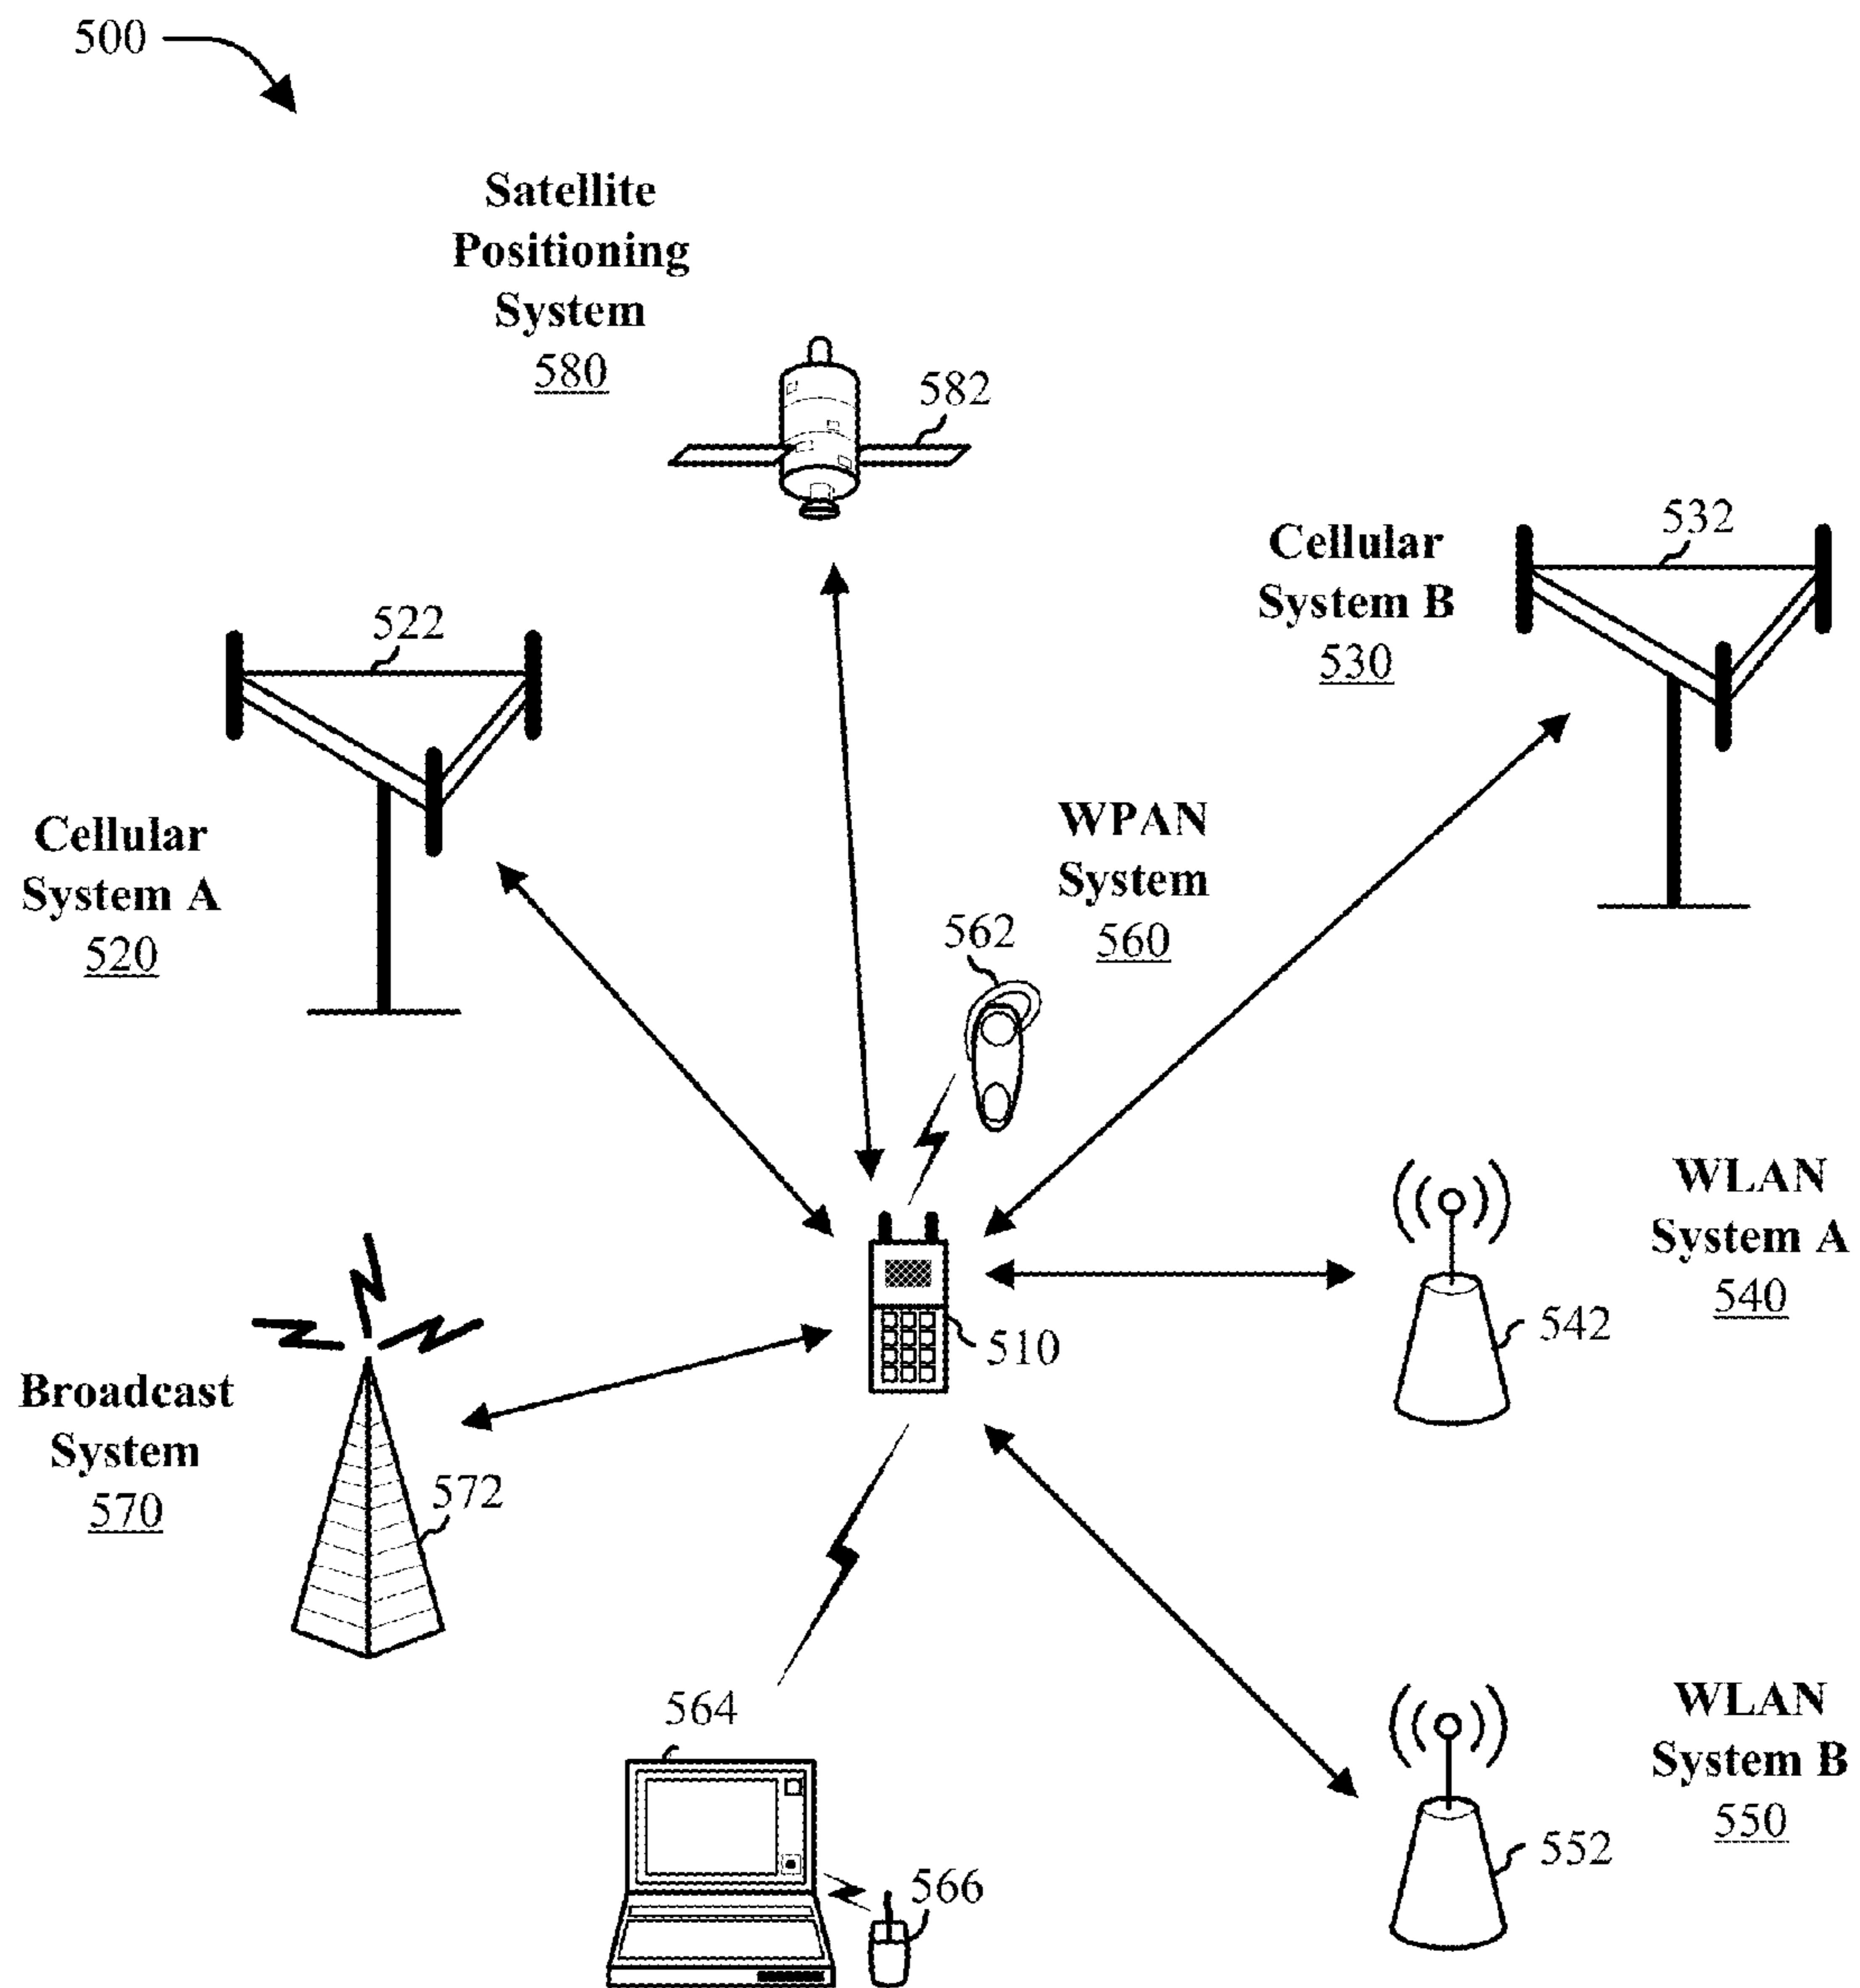 500
Satellite
Positioning
System
580
582
Cellular
System B
530
532
522
Cellular
System A
520
WPAN
System
560
562
WLAN
System A
540
542
510
Broadcast
System
570
572
564
566
WLAN
System B
550
552